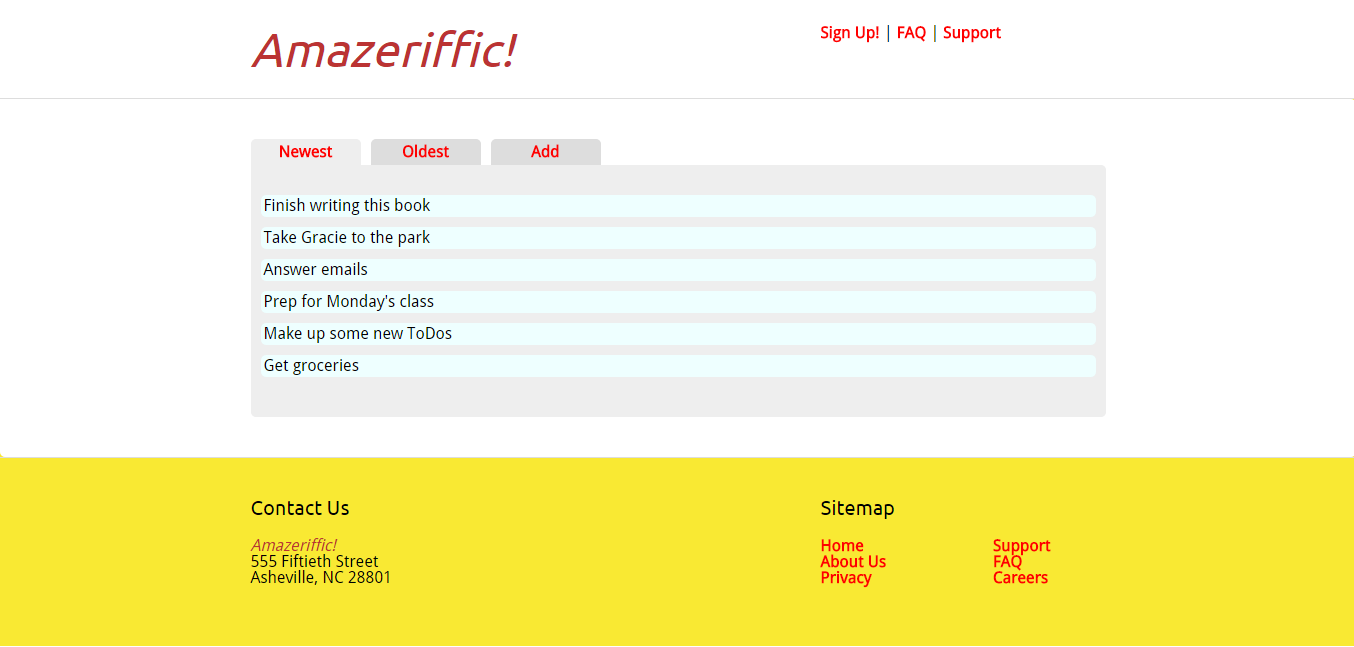 Amazeriffic!
Sign Up! | FAQ | Support
Newest Oldest Add
Finish writing this book
Take Gracie to the park
Answer emails
Prep for Monday's class
Make up some new ToDos
Get groceries
Contact Us
Amazeriffic!
555 Fiftieth Street
Asheville, NC 28801
Sitemap
Home
About Us
Privacy
Support
FAQ
Careers